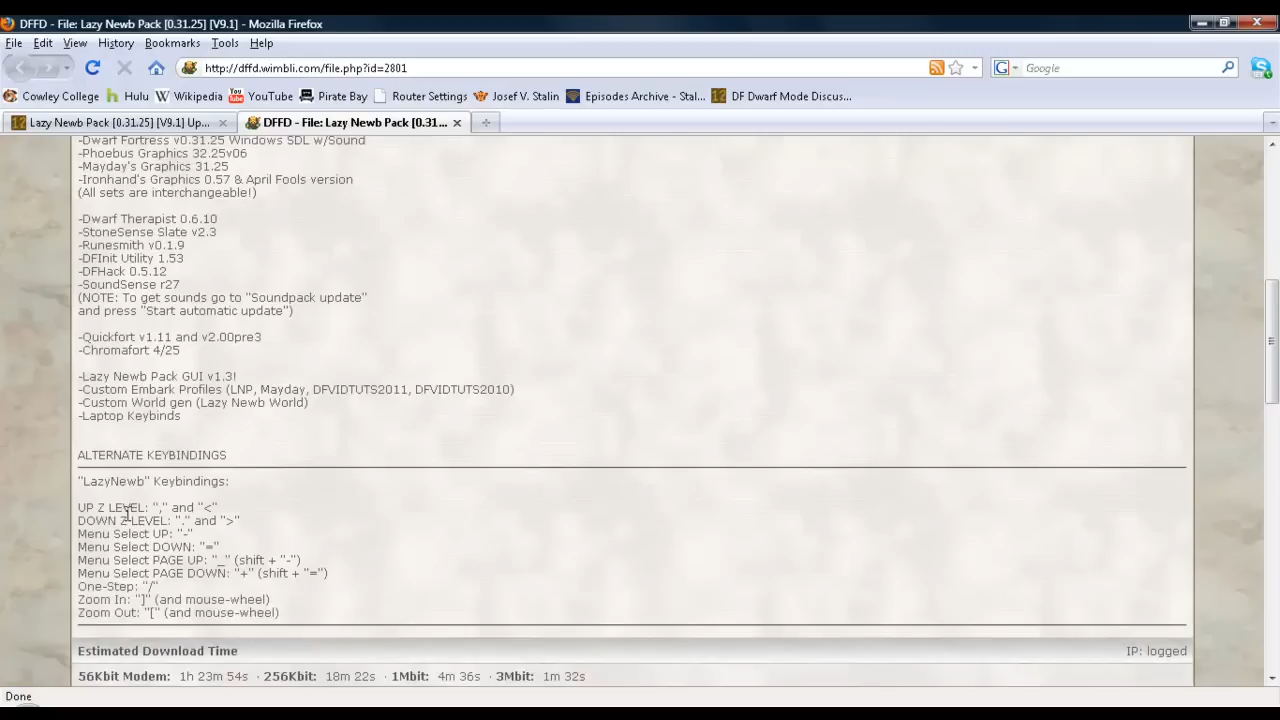 DFFD - File: Lazy Newb Pack [0.31.25] [V9.1] - Mozilla Firefox
File Edit View History Bookmarks Tools Help
http://dffd.wimbli.com/file.php?id=2801
Google
Cowley College Hulu Wikipedia YouTube Pirate Bay Router Settings Josef V. Stalin Episodes Archive - Stal... DF Dwarf Mode Discus...
Lazy Newb Pack [0.31.25] [V9.1] Up... DFFD - File: Lazy Newb Pack [0.31...
-Dwarf Fortress v0.31.25 Windows SDL w/Sound
-Phoebus Graphics 32.25v06
-Mayday's Graphics 31.25
-Ironhand's Graphics 0.57 & April Fools version
(All sets are interchangeable!)
-Dwarf Therapist 0.6.10
-StoneSense Slate v2.3
-Runesmith v0.1.9
-DFInit Utility 1.53
-DFHack 0.5.12
-SoundSense r27
(NOTE: To get sounds go to "Soundpack update"
and press "Start automatic update")
-Quickfort v1.11 and v2.00pre3
-Chromafort 4/25
-Lazy Newb Pack GUI v1.3!
-Custom Embark Profiles (LNP, Mayday, DFVIDTUTS2011, DFVIDTUTS2010)
-Custom World gen (Lazy Newb World)
-Laptop Keybinds
ALTERNATE KEYBINDINGS
"LazyNewb" Keybindings:
UP Z LEVEL: "," and "<"
DOWN Z LEVEL: "." and ">"
Menu Select UP: "-"
Menu Select DOWN: "="
Menu Select PAGE UP: "_" (shift + "-")
Menu Select PAGE DOWN: "+" (shift + "=")
One-Step: "/"
Zoom In: "]" (and mouse-wheel)
Zoom Out: "[" (and mouse-wheel)
Estimated Download Time IP: logged
56Kbit Modem: 1h 23m 54s · 256Kbit: 18m 22s · 1Mbit: 4m 36s · 3Mbit: 1m 32s
Done